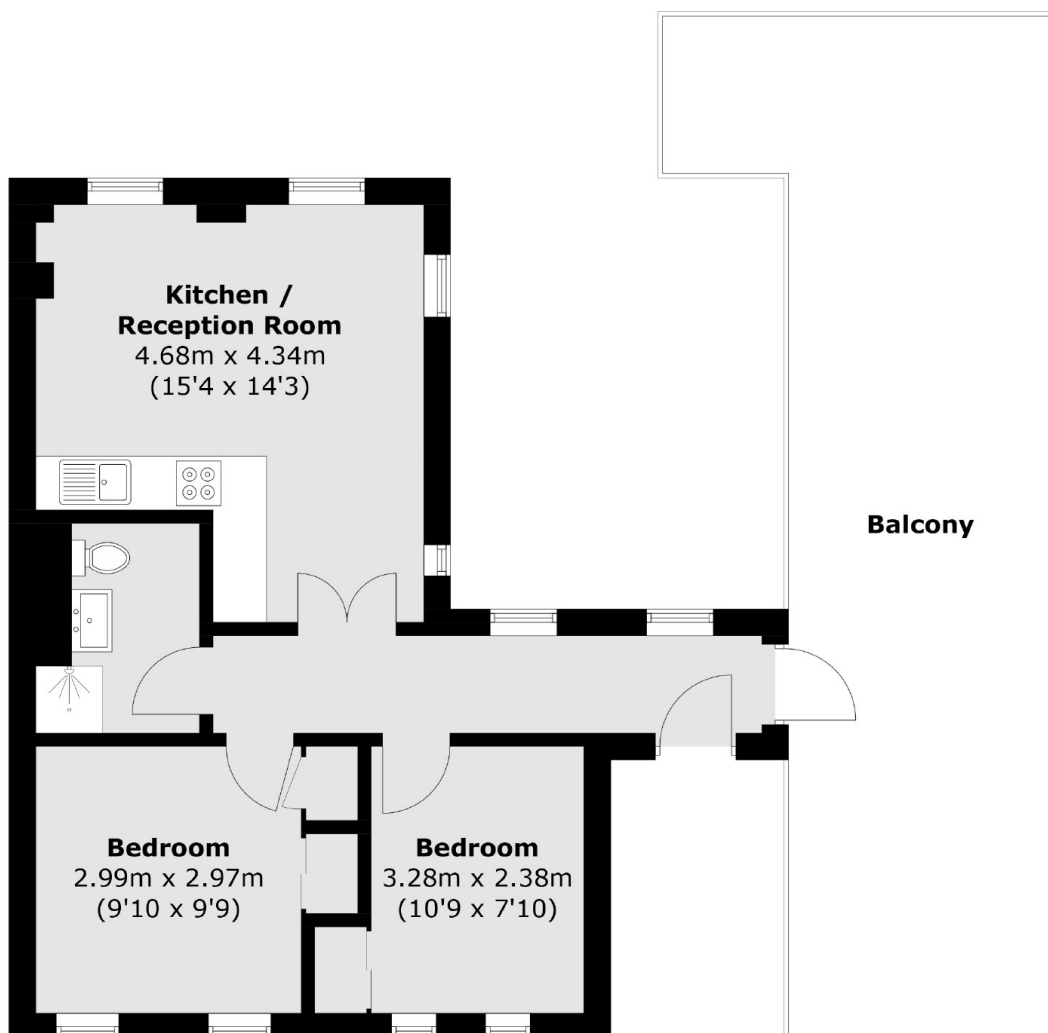 Kitchen /
Reception Room
4.68m x 4.34m
(15'4 x 14'3)
Balcony
Bedroom
2.99m x 2.97m
(9'10 x 9'9)
Bedroom
3.28m x 2.38m
(10'9 x 7'10)